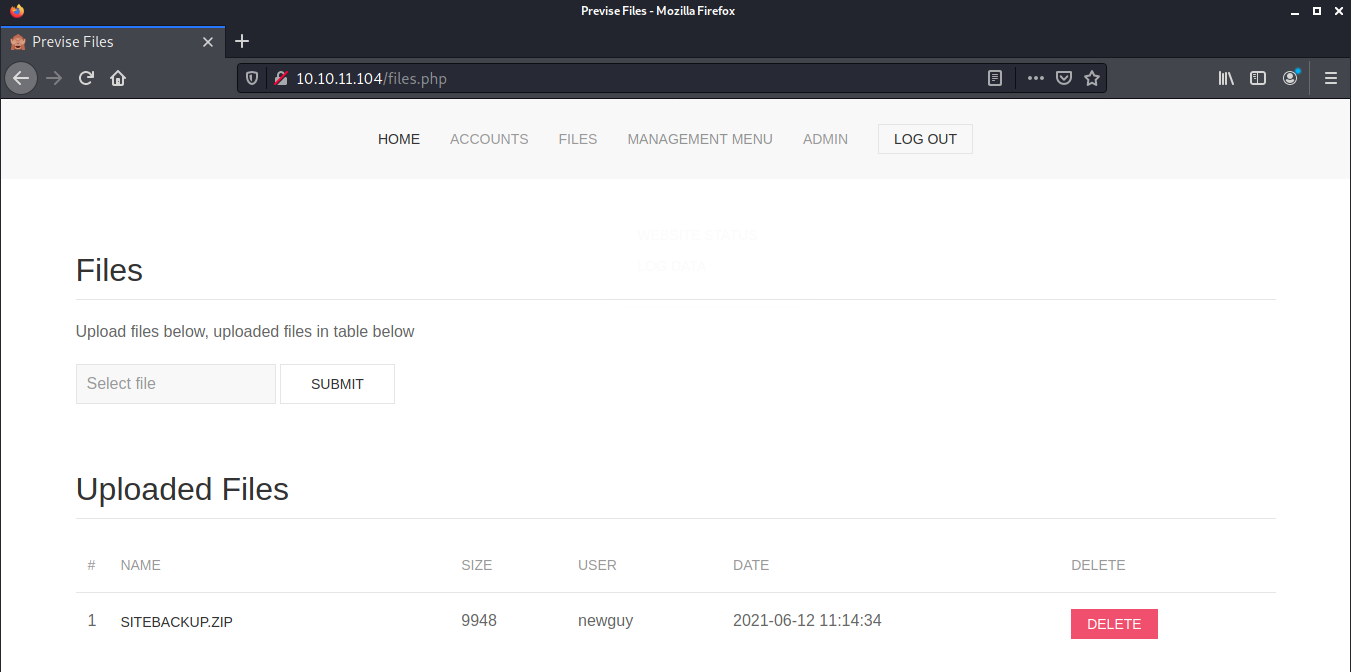 Previse Files - Mozilla Firefox
Previse Files
10.10.11.104/files.php
HOME ACCOUNTS FILES MANAGEMENT MENU ADMIN LOG OUT
WEBSITE STATUS
LOG DATA
Files
Upload files below, uploaded files in table below
Select file SUBMIT
Uploaded Files
# NAME SIZE USER DATE DELETE
1 SITEBACKUP.ZIP 9948 newguy 2021-06-12 11:14:34 DELETE